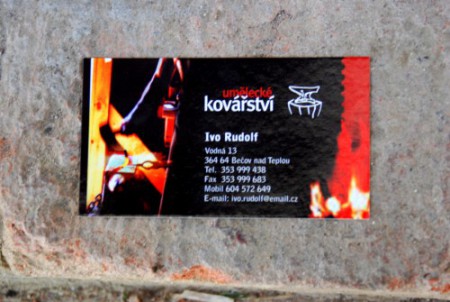 umělecké
kovářství
Ivo Rudolf
Vodná 13
364 64 Bečov nad Teplou
Tel. 353 999 438
Fax 353 999 683
Mobil 604 572 649
E-mail: ivo.rudolf@email.cz